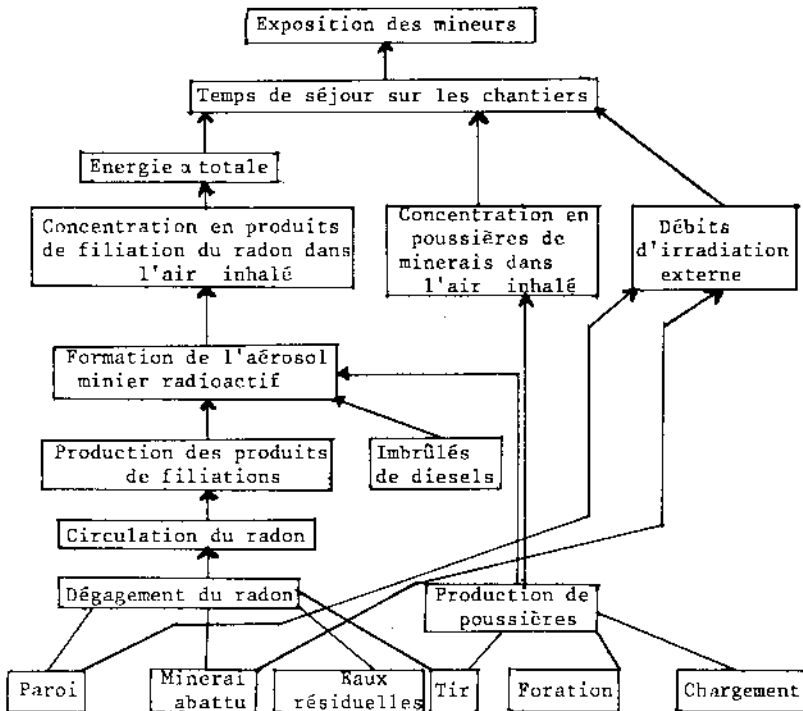 Exposition des mineurs
Temps de séjour sur les chantiers
Energie α totale
Concentration en produits
de filiation du radon dans
l'air inhalé
Concentration en
poussières de
minerais dans
l'air inhalé
Débits
d'irradiation
externe
Formation de l'aérosol
minier radioactif
Production des produits
de filiations
Imbrûlés
de diesels
Circulation du radon
Dégagement du radon
Production de
poussières
Paroi
Minerai
abattu
Eaux
résiduelles
Tir
Foration
Chargement